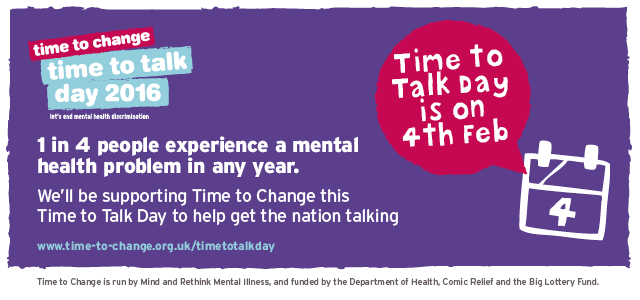 time to change
time to talk
day 2016
let's end mental health discrimination
Time to
Talk Day
is on
4th Feb
1 in 4 people experience a mental
health problem in any year.
We'll be supporting Time to Change this
Time to Talk Day to help get the nation talking
4
www.time-to-change.org.uk/timetotalkday
Time to Change is run by Mind and Rethink Mental Illness, and funded by the Department of Health, Comic Relief and the Big Lottery Fund.